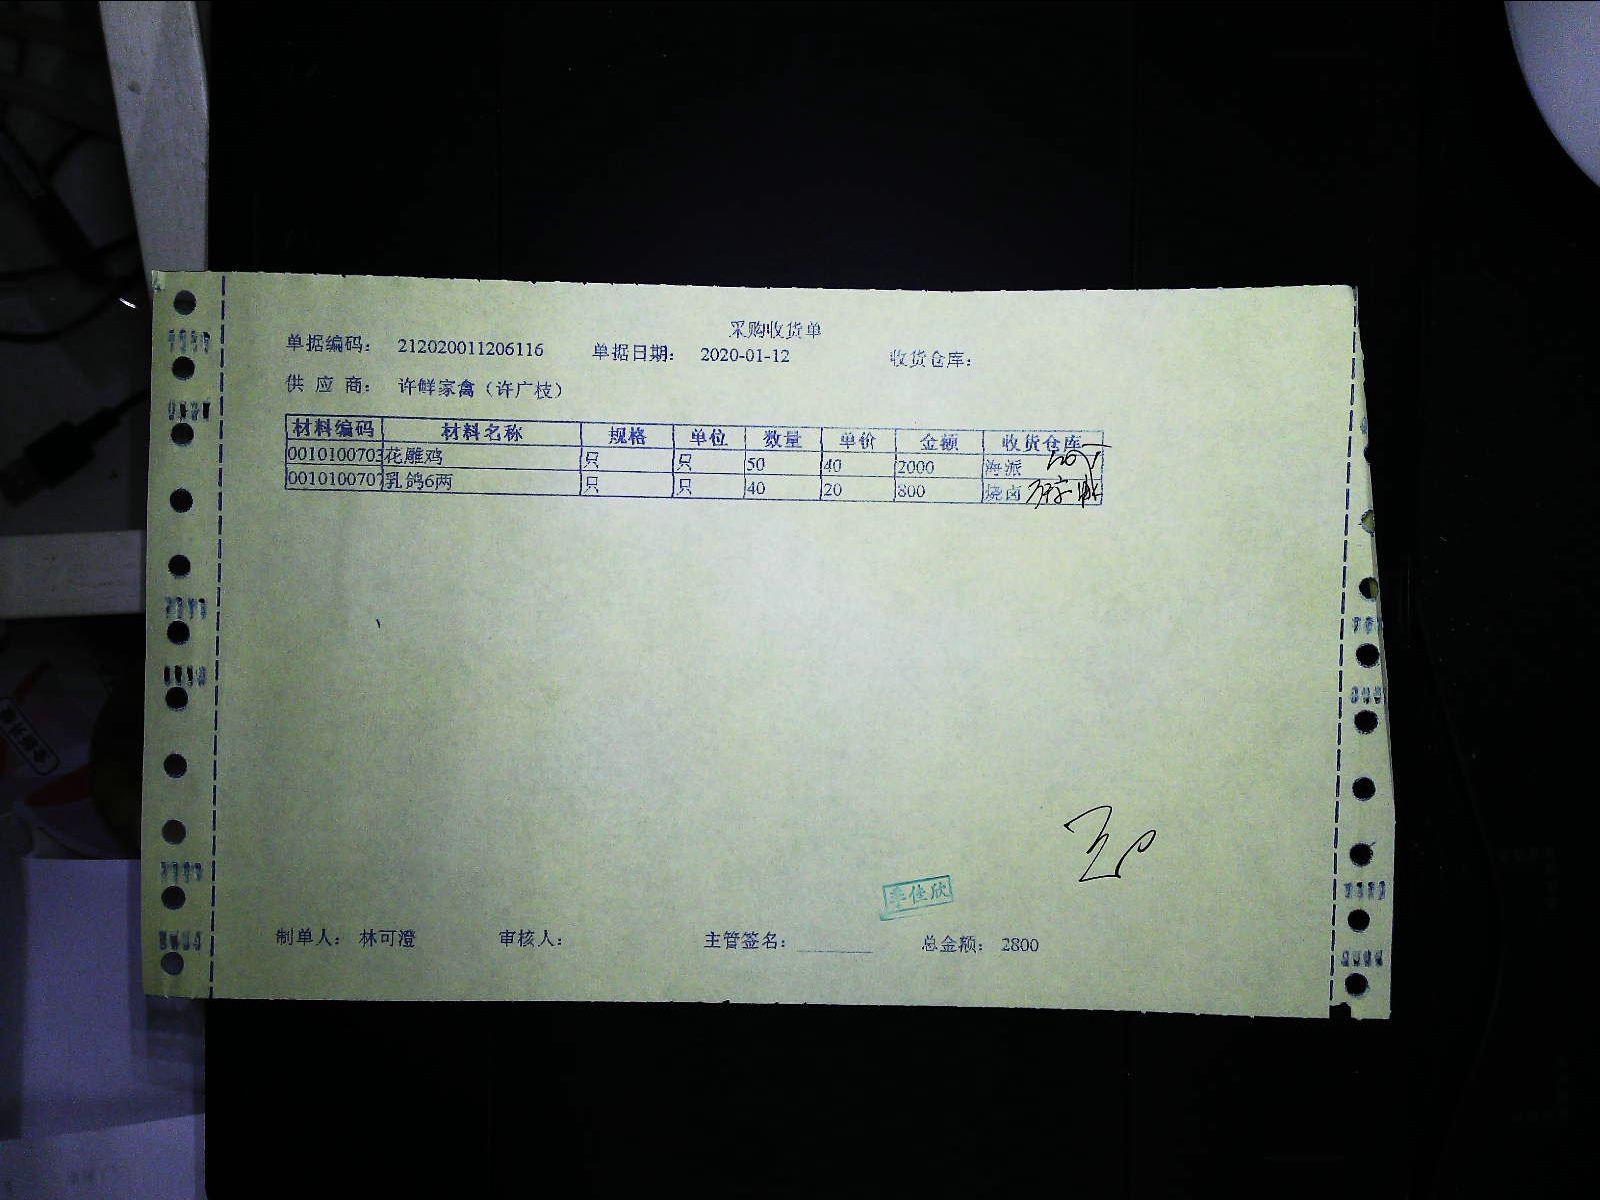 采购收货单
单据编码: 212020011206116 单据日期: 2020-01-12 收货仓库:
供 应 商: 许鲜家禽（许广枝）
材料编码 材料名称 规格 单位 数量 单价 金额 收货仓库
0010100703 花雕鸡 只 只 50 40 2000 海派
0010100707 乳鸽6两 只 只 40 20 800 烧卤
李佳欣
制单人: 林可澄 审核人: 主管签名: 总金额: 2800